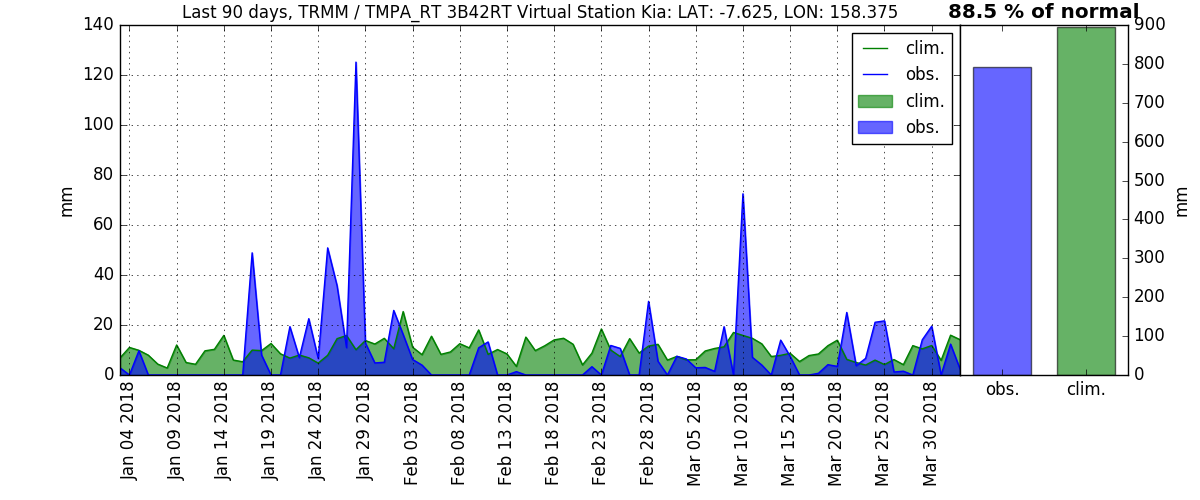 Last 90 days, TRMM / TMPA_RT 3B42RT Virtual Station Kia: LAT: -7.625, LON: 158.375
88.5 % of normal
mm
140
120
100
80
60
40
20
0
clim.
obs.
clim.
obs.
900
800
700
600
500
400
300
200
100
0
mm
Jan 04 2018
Jan 09 2018
Jan 14 2018
Jan 19 2018
Jan 24 2018
Jan 29 2018
Feb 03 2018
Feb 08 2018
Feb 13 2018
Feb 18 2018
Feb 23 2018
Feb 28 2018
Mar 05 2018
Mar 10 2018
Mar 15 2018
Mar 20 2018
Mar 25 2018
Mar 30 2018
obs.
clim.